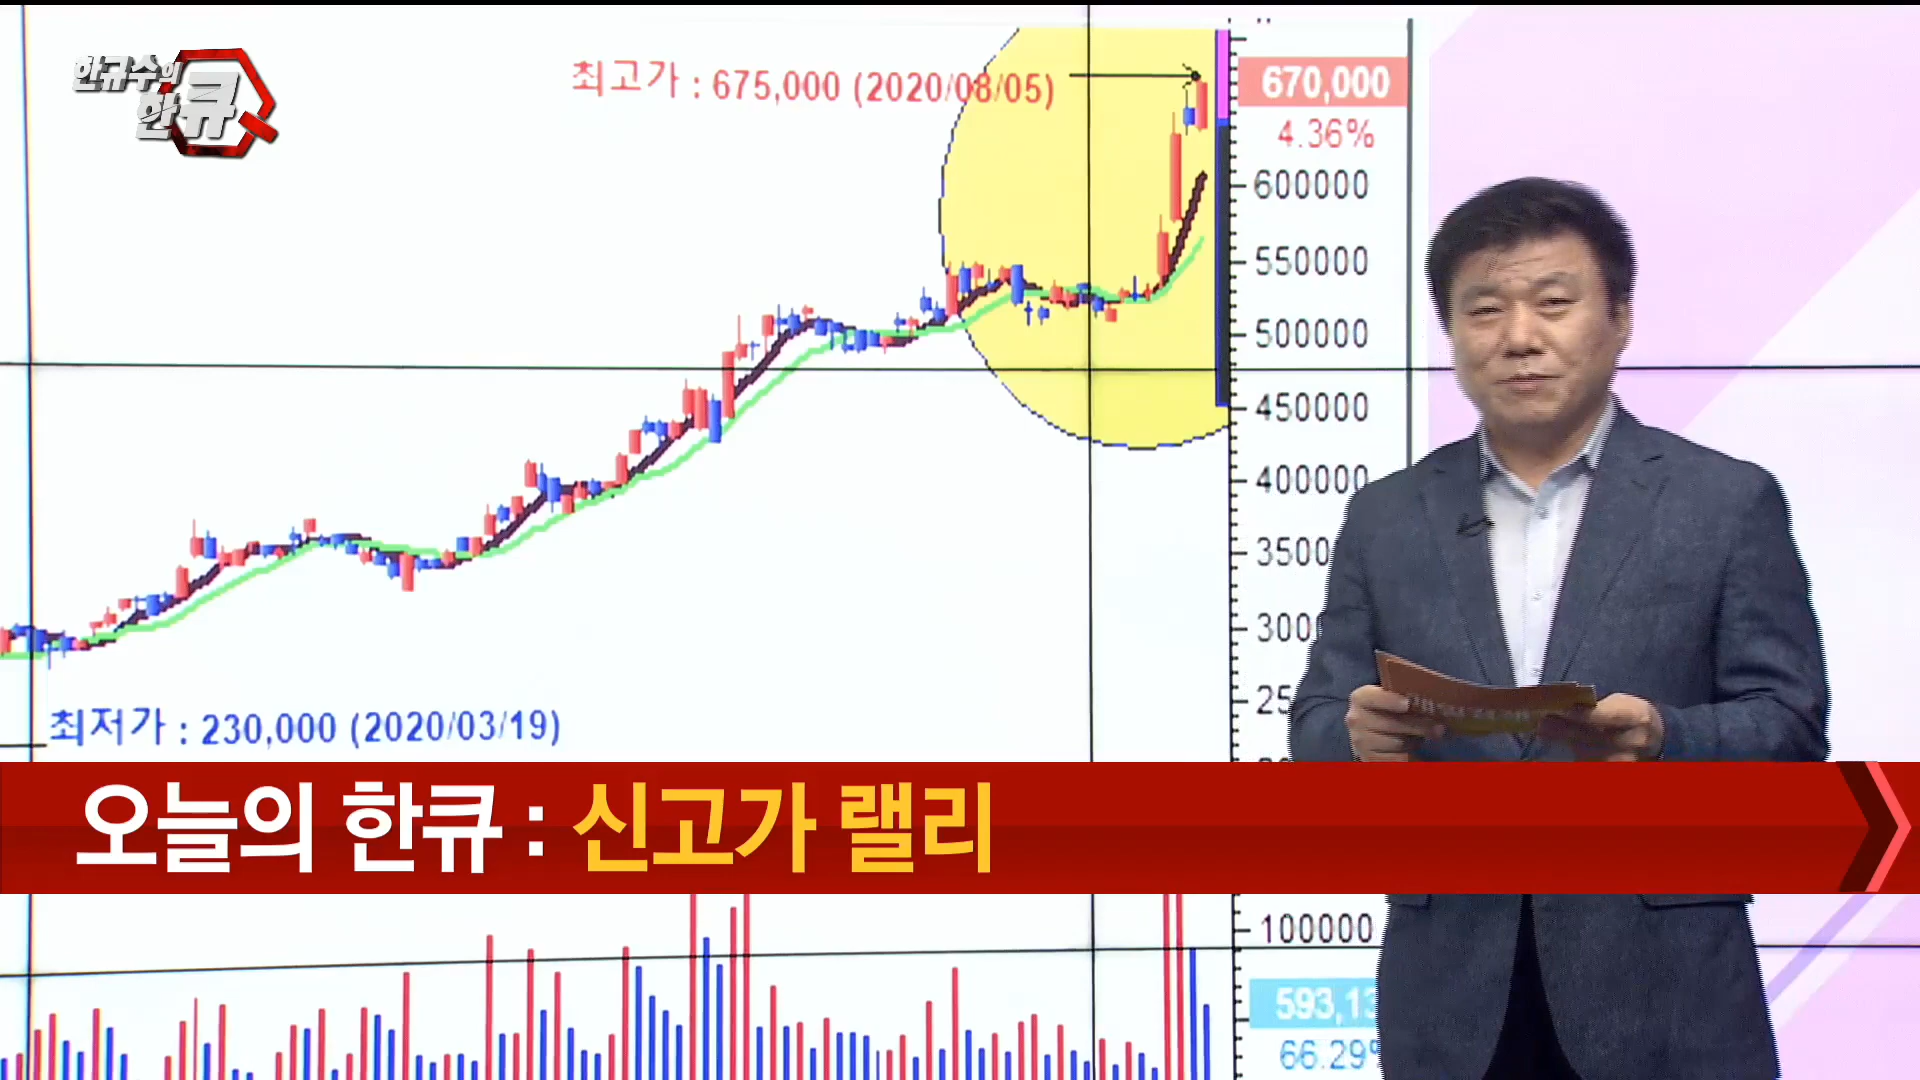 한규수의
한큐
최고가 : 675,000 (2020/08/05)
670,000
4.36%
600000
550000
500000
450000
400000
최저가 : 230,000 (2020/03/19)
오늘의 한큐 : 신고가 랠리
100000
66.29%